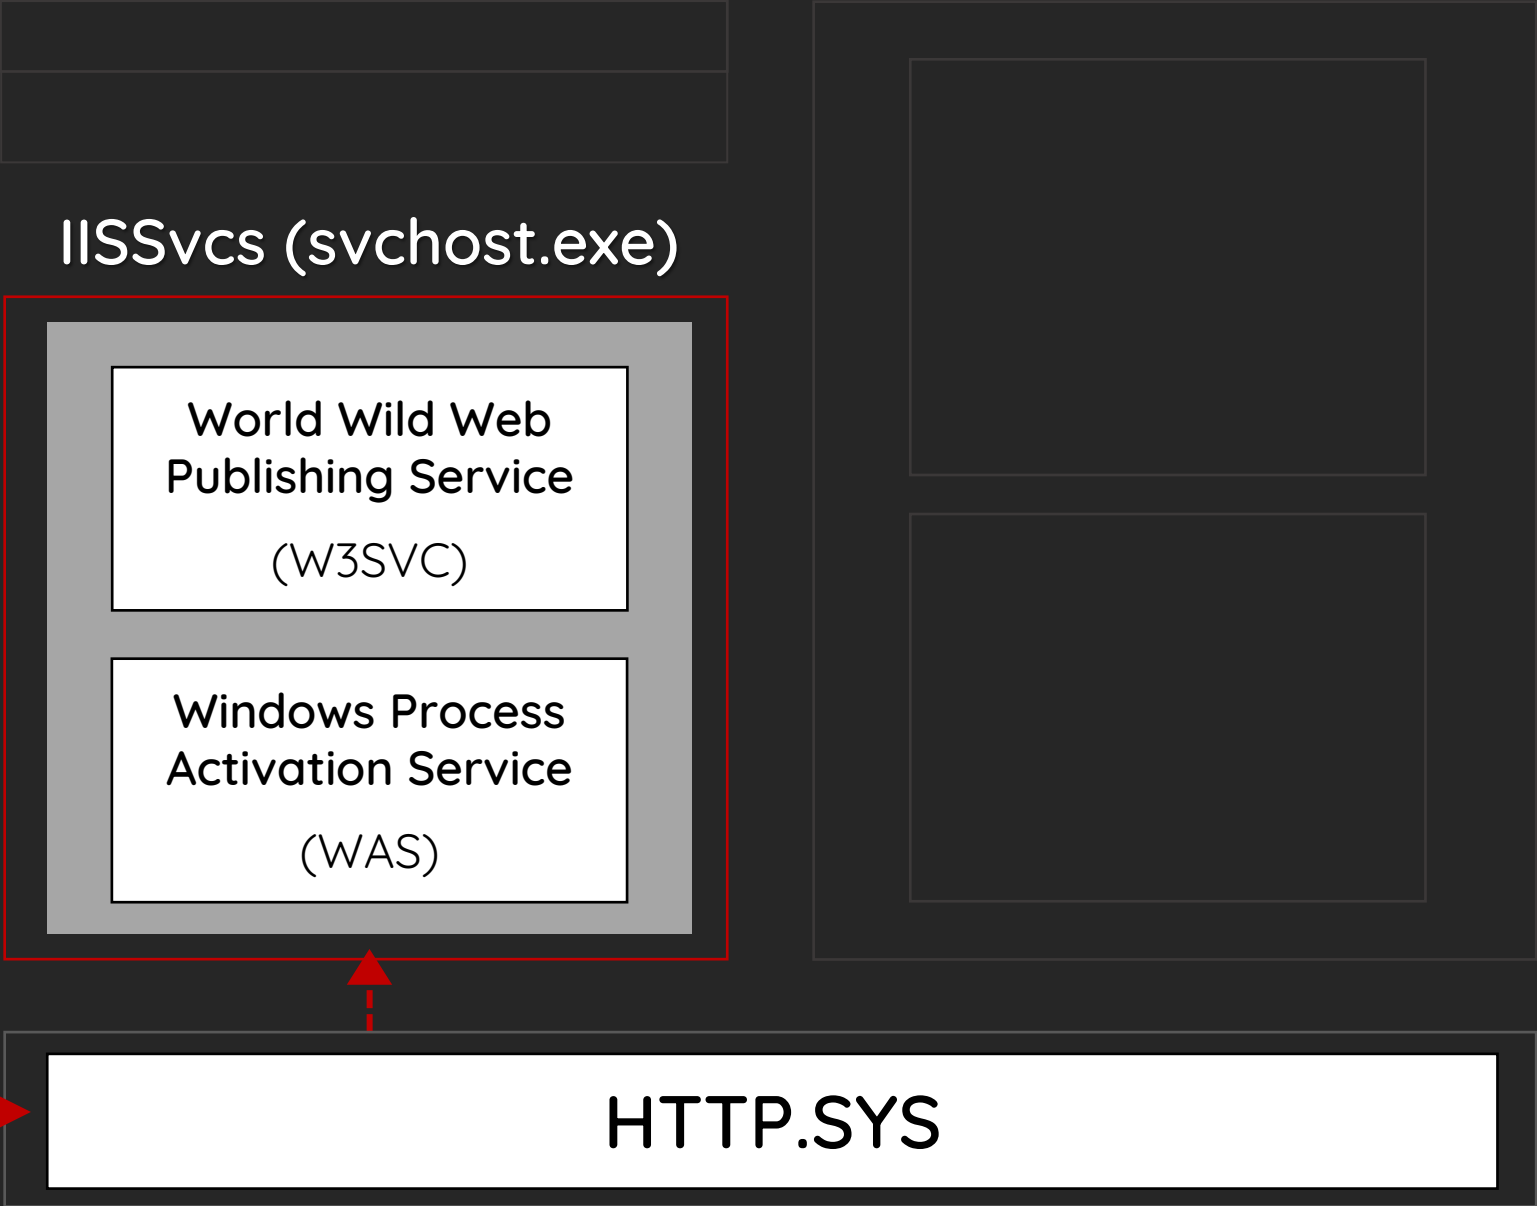 IISSvcs (svchost.exe)
World Wild Web
Publishing Service
(W3SVC)
Windows Process
Activation Service
(WAS)
HTTP.SYS